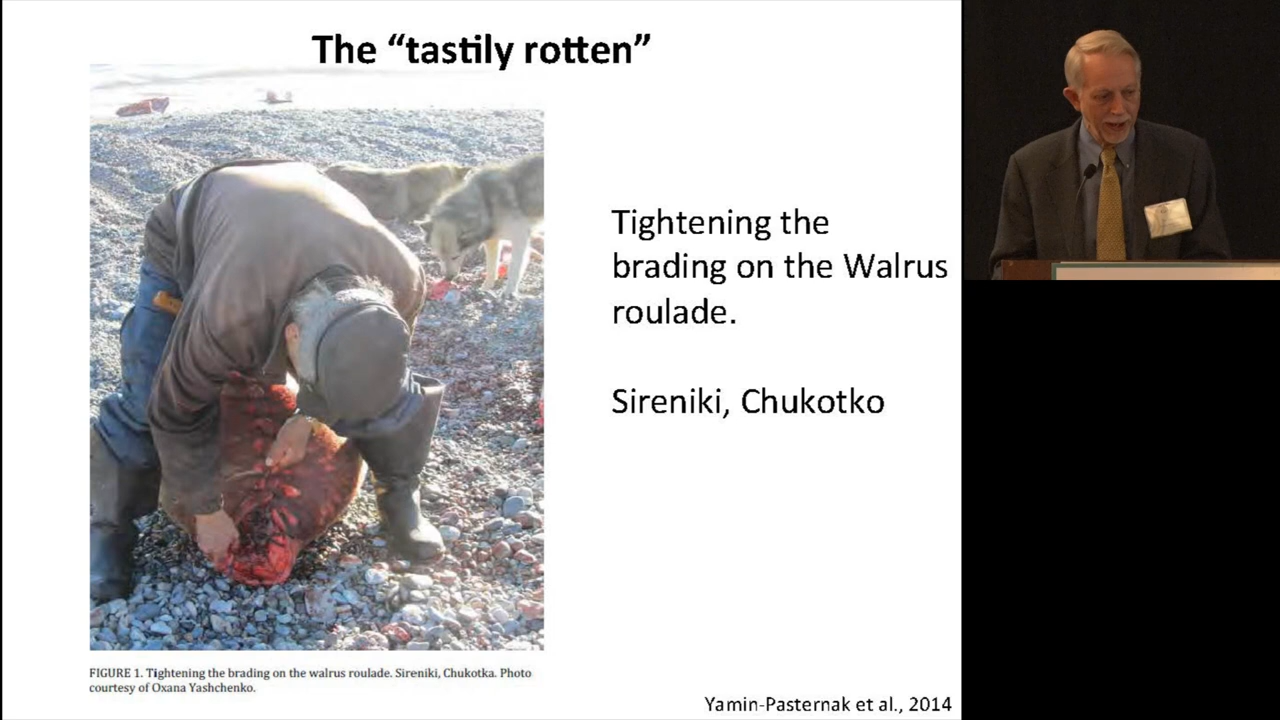 The “tastily rotten”
Tightening the
brading on the Walrus
roulade.
Sireniki, Chukotko
FIGURE 1. Tightening the brading on the walrus roulade. Sireniki, Chukotka. Photo
courtesy of Oxana Yashchenko.
Yamin-Pasternak et al., 2014